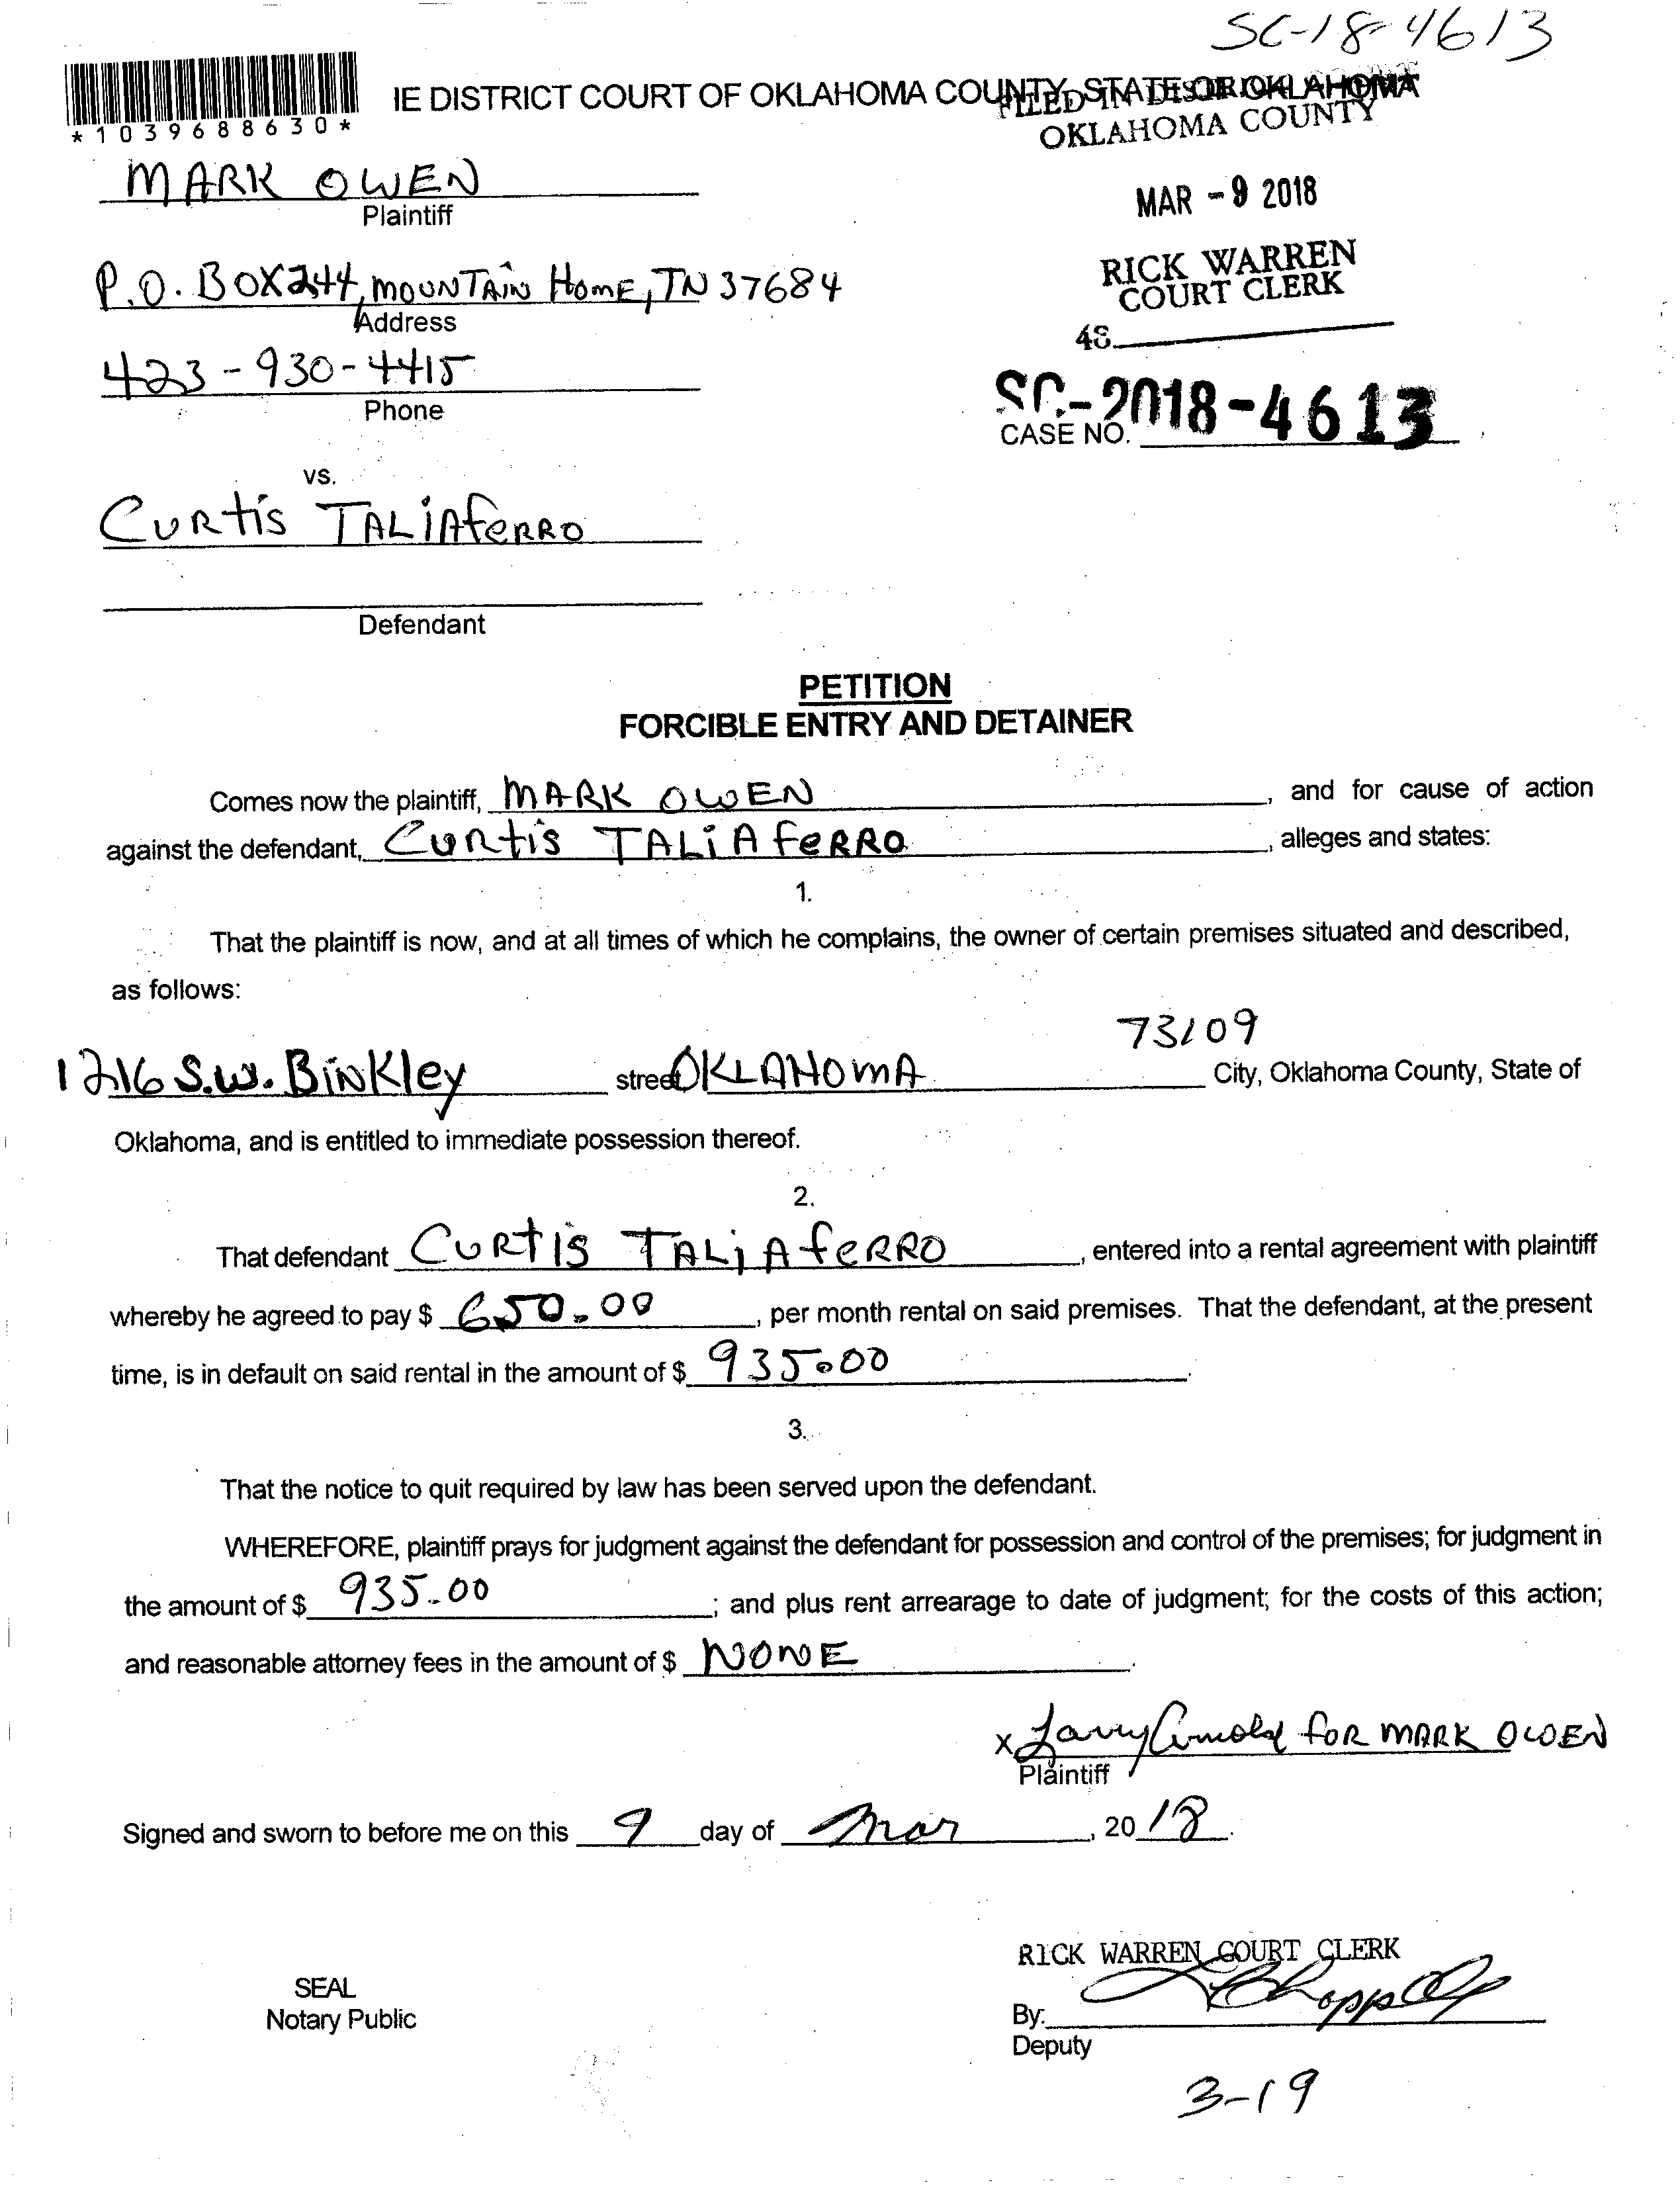 SC-18-4613
IE DISTRICT COURT OF OKLAHOMA COUNTY, STATE OF OKLAHOMA
FILED IN DISTRICT COURT
OKLAHOMA COUNTY
*1039688630*
MARK OWEN
Plaintiff
MAR -9 2018
RICK WARREN
COURT CLERK
P.O. BOX 244, MOUNTAIN HOME, TN 37684
Address
48
423-930-4415
Phone
SC-2018-4613
CASE NO.
vs.
CURtis TALiAfeRRO
Defendant
PETITION
FORCIBLE ENTRY AND DETAINER
Comes now the plaintiff, MARK OWEN, and for cause of action
against the defendant, CURtis TALiAfeRRO, alleges and states:
1.
That the plaintiff is now, and at all times of which he complains, the owner of certain premises situated and described,
as follows:
73109
1216 S.W. BiNKley street OKLAHOMA City, Oklahoma County, State of
Oklahoma, and is entitled to immediate possession thereof.
2.
That defendant CURtIS TALiAfeRRO, entered into a rental agreement with plaintiff
whereby he agreed to pay $ 650.00, per month rental on said premises. That the defendant, at the present
time, is in default on said rental in the amount of $ 935.00.
3.
That the notice to quit required by law has been served upon the defendant.
WHEREFORE, plaintiff prays for judgment against the defendant for possession and control of the premises; for judgment in
the amount of $ 935.00; and plus rent arrearage to date of judgment; for the costs of this action;
and reasonable attorney fees in the amount of $ NONE.
x Larry Arnold foR MARK OWEN
Plaintiff
Signed and sworn to before me on this 9 day of Mar, 2018.
RICK WARREN COURT CLERK
SEAL
Notary Public
By:
Deputy
3-19